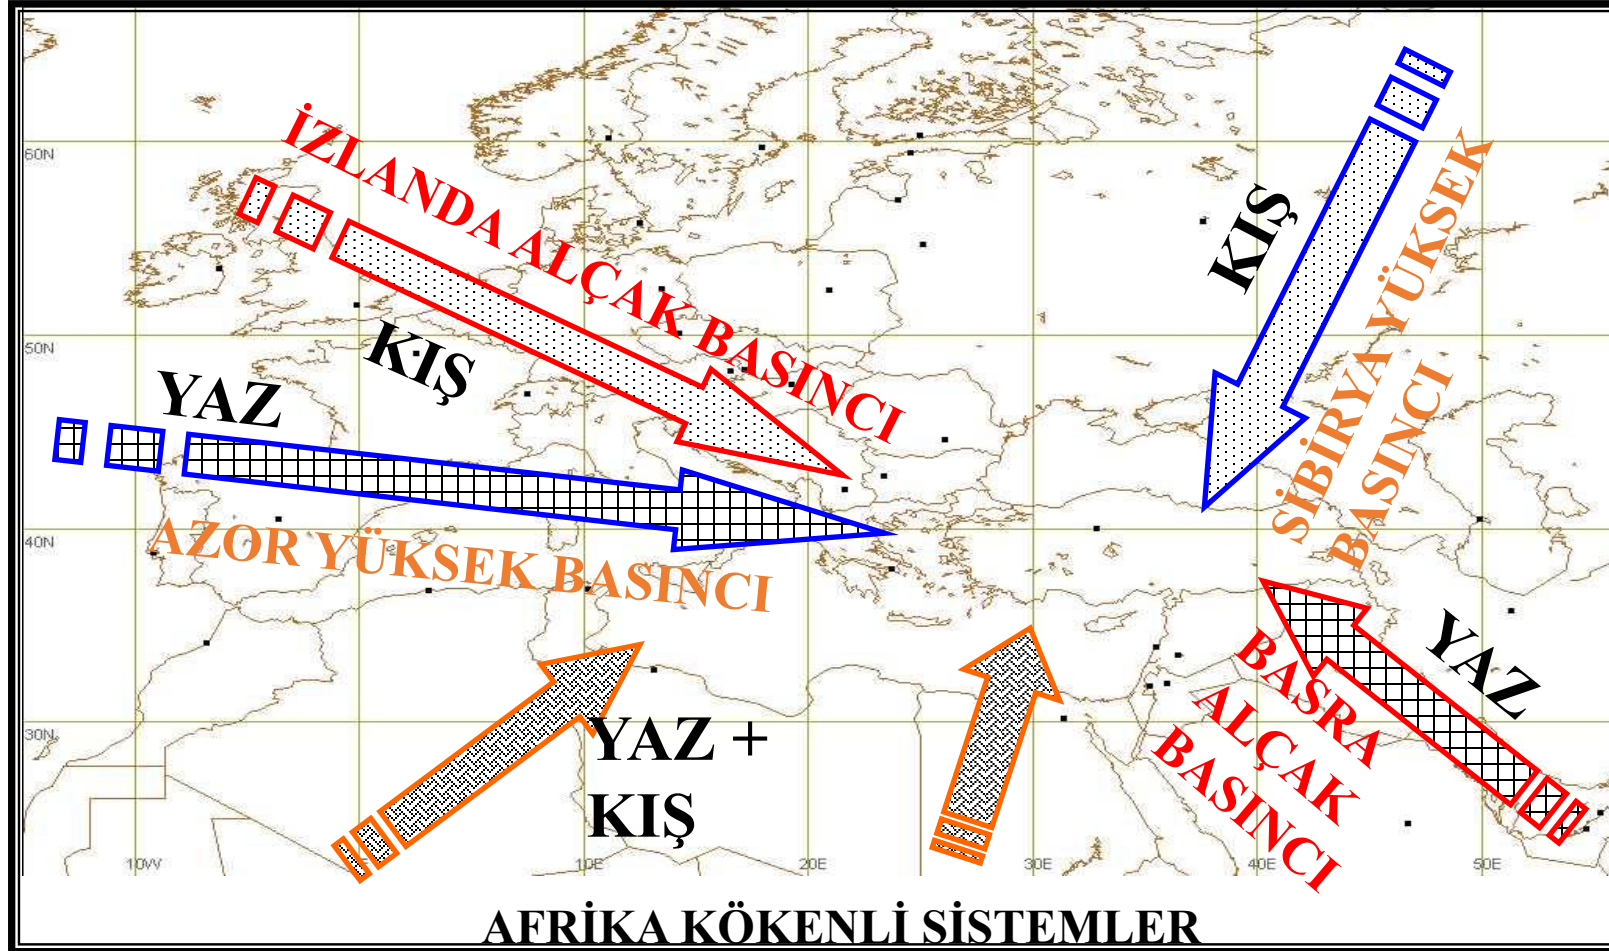 İZLANDA ALÇAK BASINCI
KIŞ
KIŞ
SİBİRYA YÜKSEK
BASINCI
YAZ
AZOR YÜKSEK BASINCI
YAZ
BASRA
ALÇAK
BASINCI
YAZ +
KIŞ
60N
50N
40N
30N
10W
10E
20E
30E
40E
50E
AFRİKA KÖKENLİ SİSTEMLER